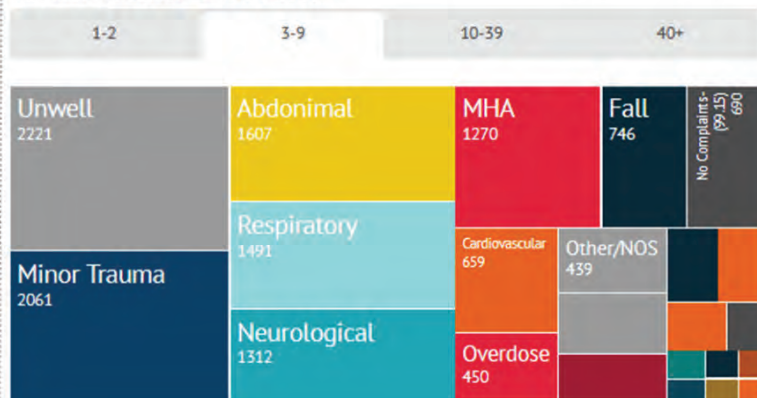 1-2
3-9
10-39
40+
Unwell
2221
Abdonimal
1607
MHA
1270
Fall
746
No Complaints-
(99.15)
690
Respiratory
1491
Cardiovascular
659
Other/NOS
439
Minor Trauma
2061
Neurological
1312
Overdose
450